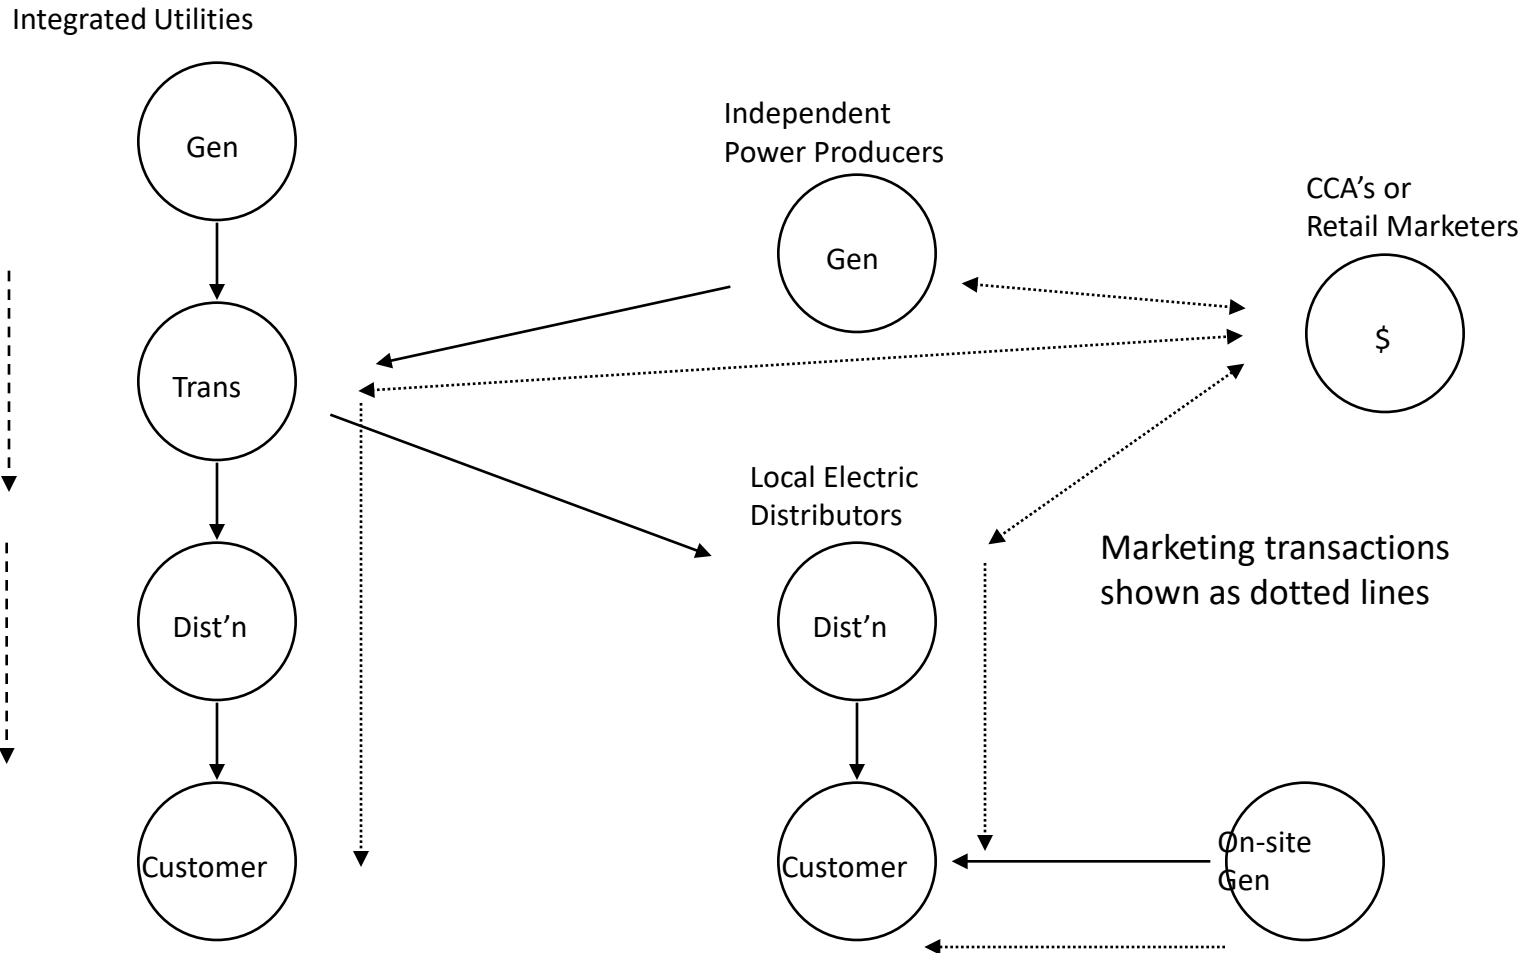 Integrated Utilities
Gen
Independent
Power Producers
Gen
CCA’s or
Retail Marketers
$
Trans
Local Electric
Distributors
Marketing transactions
shown as dotted lines
Dist’n
Dist’n
Customer
Customer
On-site
Gen